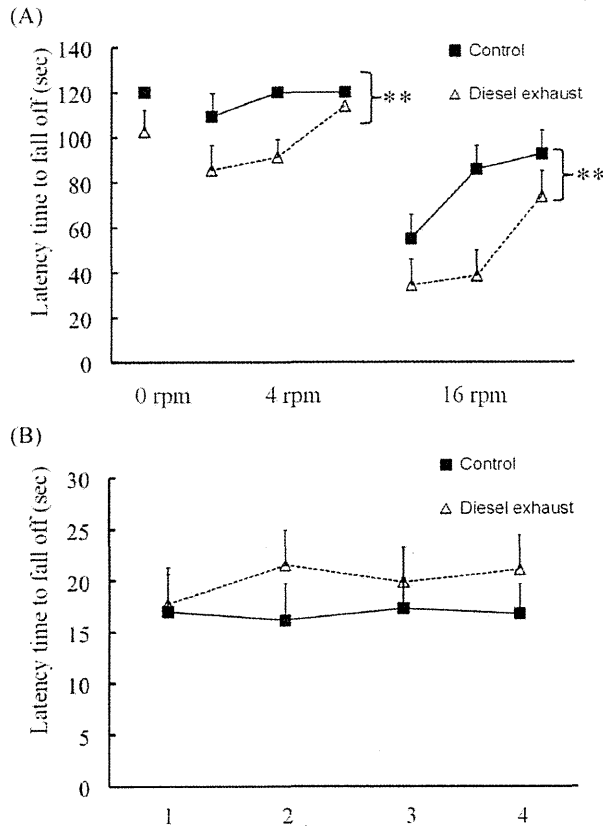 (A)
Latency time to fall off (sec)
140
120
100
80
60
40
20
0
Control
Diesel exhaust
**
**
0 rpm
4 rpm
16 rpm
(B)
Latency time to fall off (sec)
30
25
20
15
10
5
0
Control
Diesel exhaust
1
2
3
4